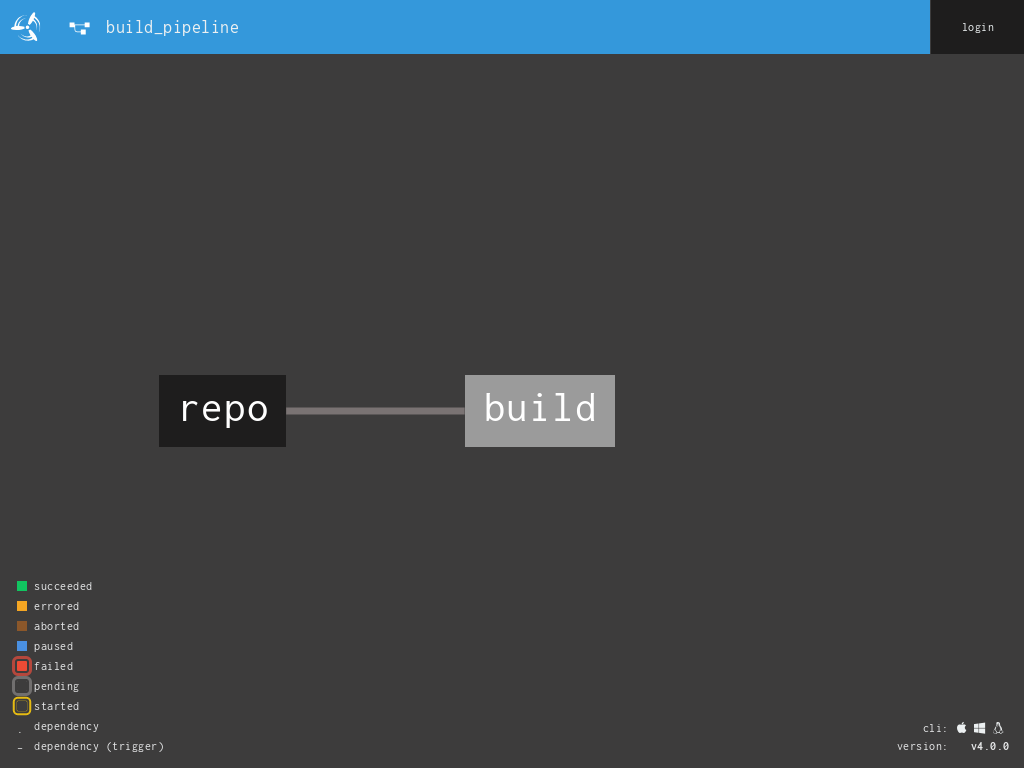 build_pipeline
login
repo
build
succeeded
errored
aborted
paused
failed
pending
started
dependency
dependency (trigger)
cli:
version: v4.0.0